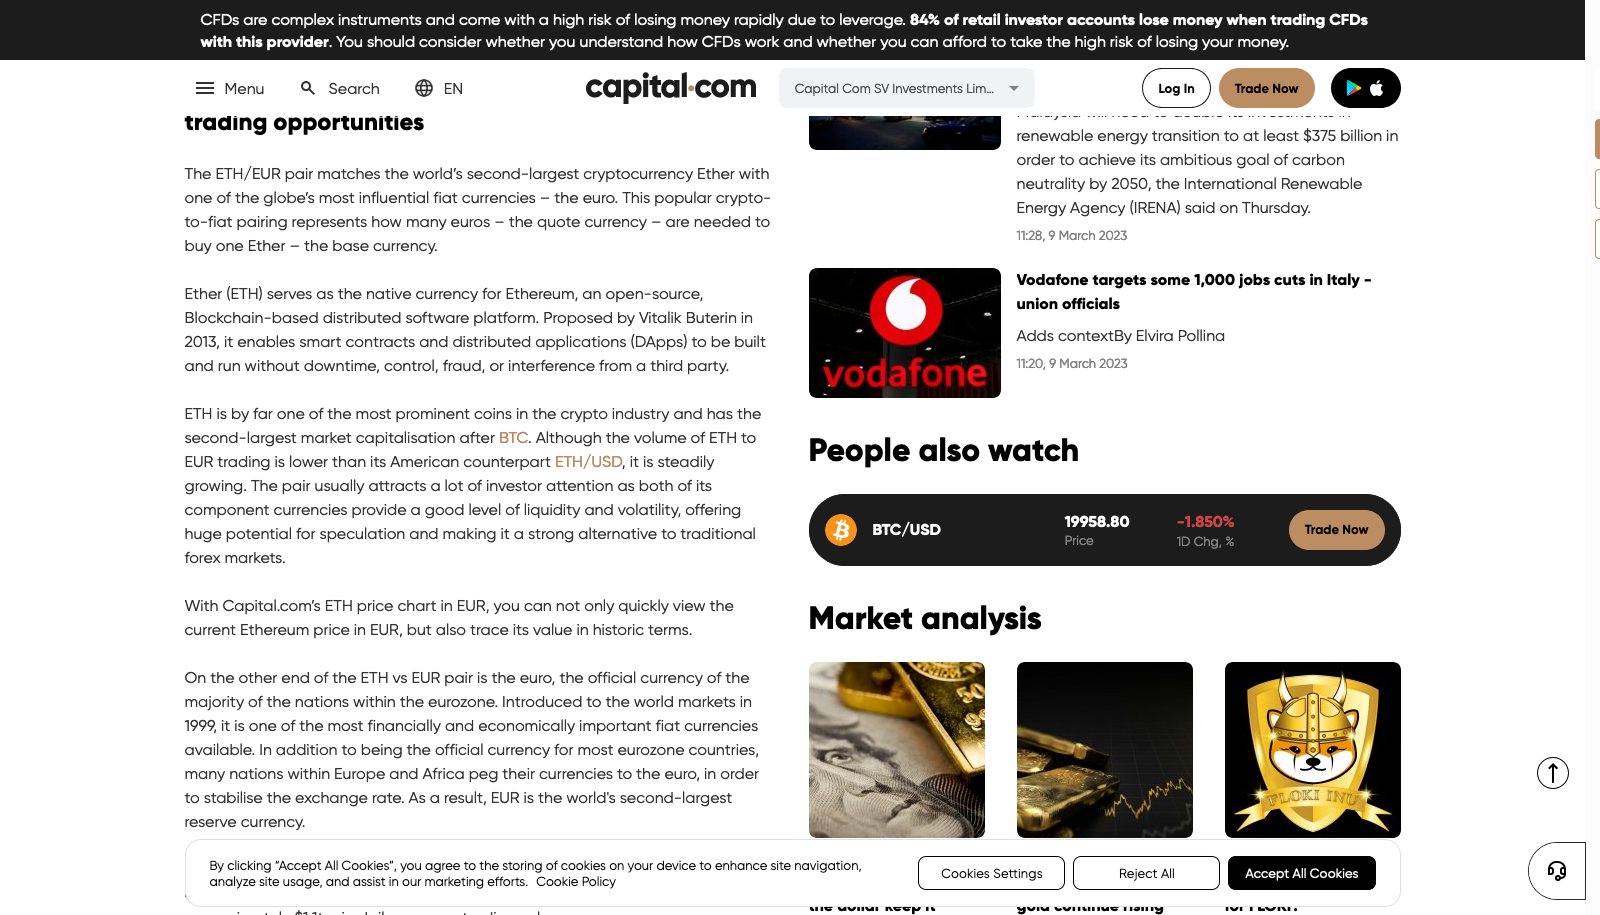 CFDs are complex instruments and come with a high risk of losing money rapidly due to leverage. 84% of retail investor accounts lose money when trading CFDs
with this provider. You should consider whether you understand how CFDs work and whether you can afford to take the high risk of losing your money.
Menu
Search
EN
capital.com
Capital Com SV Investments Lim...
Log In
Trade Now
trading opportunities
The ETH/EUR pair matches the world’s second-largest cryptocurrency Ether with
one of the globe’s most influential fiat currencies – the euro. This popular crypto-
to-fiat pairing represents how many euros – the quote currency – are needed to
buy one Ether – the base currency.
Ether (ETH) serves as the native currency for Ethereum, an open-source,
Blockchain-based distributed software platform. Proposed by Vitalik Buterin in
2013, it enables smart contracts and distributed applications (DApps) to be built
and run without downtime, control, fraud, or interference from a third party.
ETH is by far one of the most prominent coins in the crypto industry and has the
second-largest market capitalisation after BTC. Although the volume of ETH to
EUR trading is lower than its American counterpart ETH/USD, it is steadily
growing. The pair usually attracts a lot of investor attention as both of its
component currencies provide a good level of liquidity and volatility, offering
huge potential for speculation and making it a strong alternative to traditional
forex markets.
With Capital.com’s ETH price chart in EUR, you can not only quickly view the
current Ethereum price in EUR, but also trace its value in historic terms.
On the other end of the ETH vs EUR pair is the euro, the official currency of the
majority of the nations within the eurozone. Introduced to the world markets in
1999, it is one of the most financially and economically important fiat currencies
available. In addition to being the official currency for most eurozone countries,
many nations within Europe and Africa peg their currencies to the euro, in order
to stabilise the exchange rate. As a result, EUR is the world's second-largest
reserve currency.
Malaysia will need to double its investments in
renewable energy transition to at least $375 billion in
order to achieve its ambitious goal of carbon
neutrality by 2050, the International Renewable
Energy Agency (IRENA) said on Thursday.
11:28, 9 March 2023
vodafone
Vodafone targets some 1,000 jobs cuts in Italy -
union officials
Adds contextBy Elvira Pollina
11:20, 9 March 2023
People also watch
BTC/USD
19958.80
Price
-1.850%
1D Chg, %
Trade Now
Market analysis
50
FLOKI INU
the dollar keep it
gold continue rising
for FLOKI?
By clicking “Accept All Cookies”, you agree to the storing of cookies on your device to enhance site navigation,
analyze site usage, and assist in our marketing efforts. Cookie Policy
Cookies Settings
Reject All
Accept All Cookies